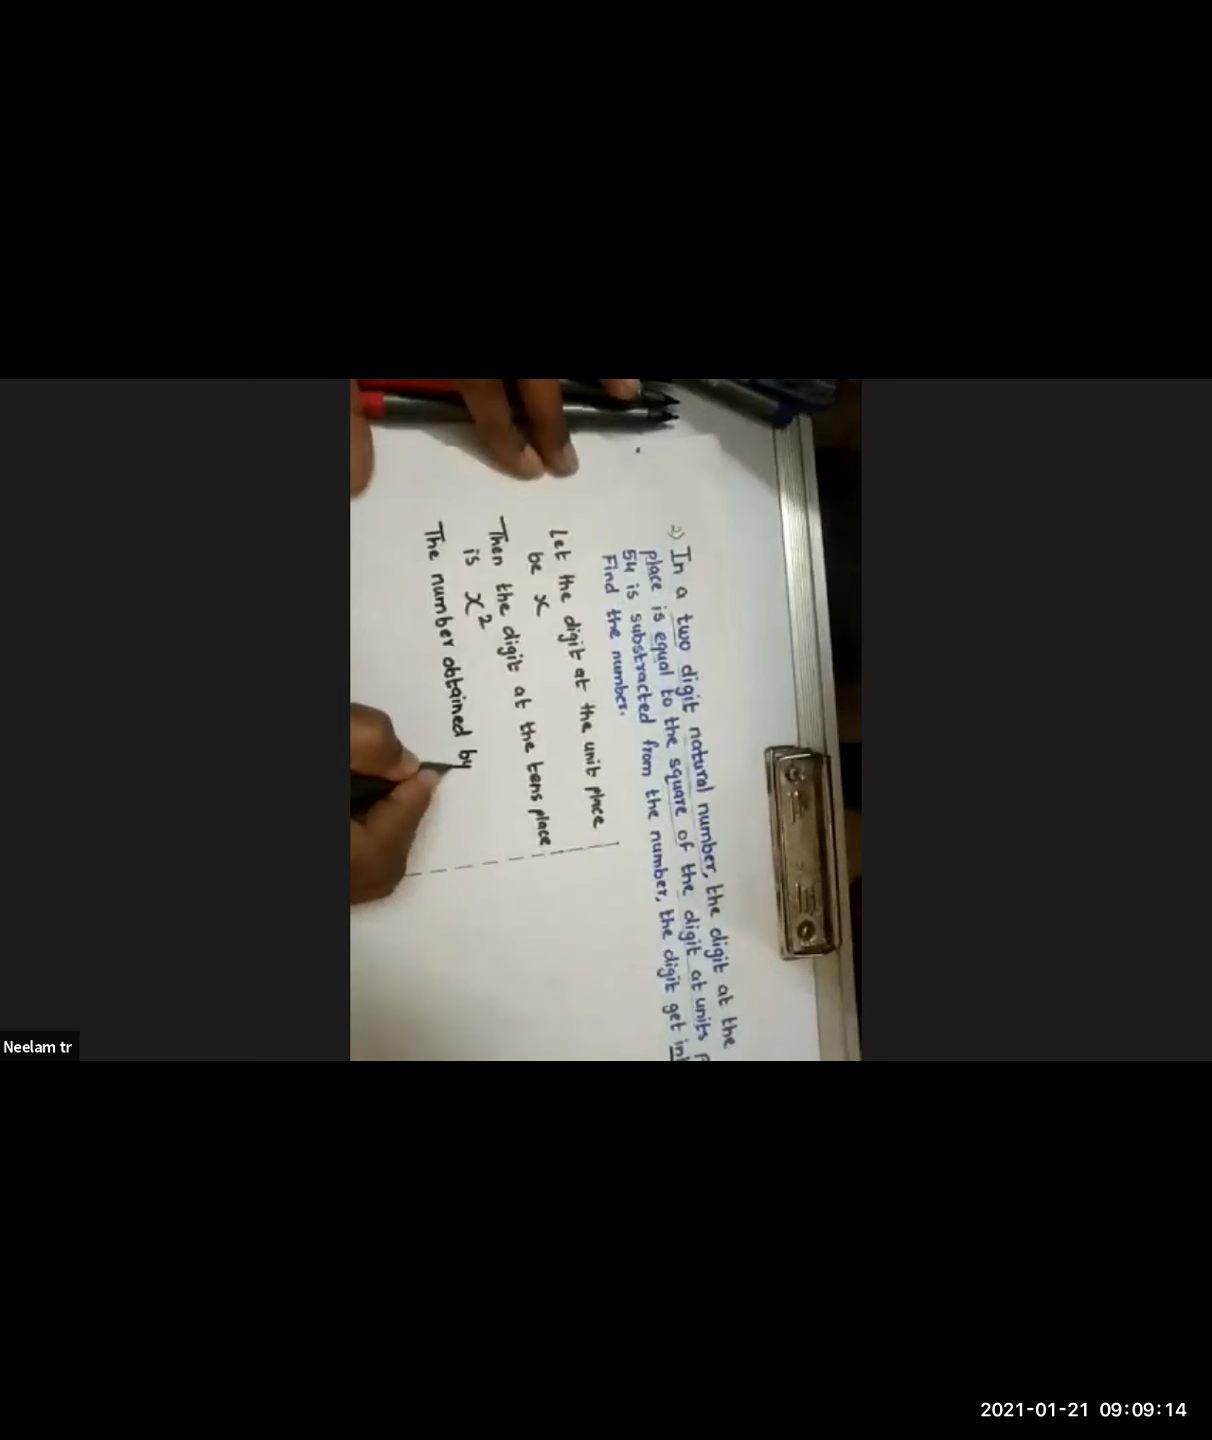 2) In a two digit natural number, the digit at the
place is equal to the square of the digit at units
54 is substracted from the number, the digit get
Find the number.
Let the digit at the unit place
be x
Then the digit at the tens place
is x²
The number obtained by
Neelam tr
2021-01-21 09:09:14